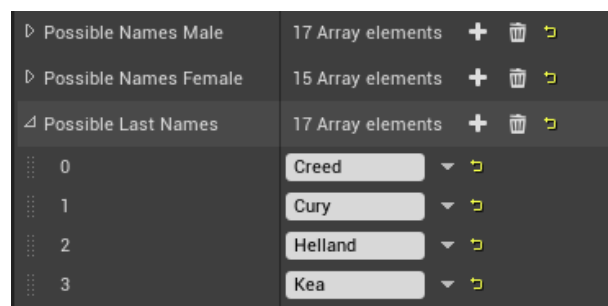 Possible Names Male 17 Array elements
Possible Names Female 15 Array elements
Possible Last Names 17 Array elements
0 Creed
1 Cury
2 Helland
3 Kea